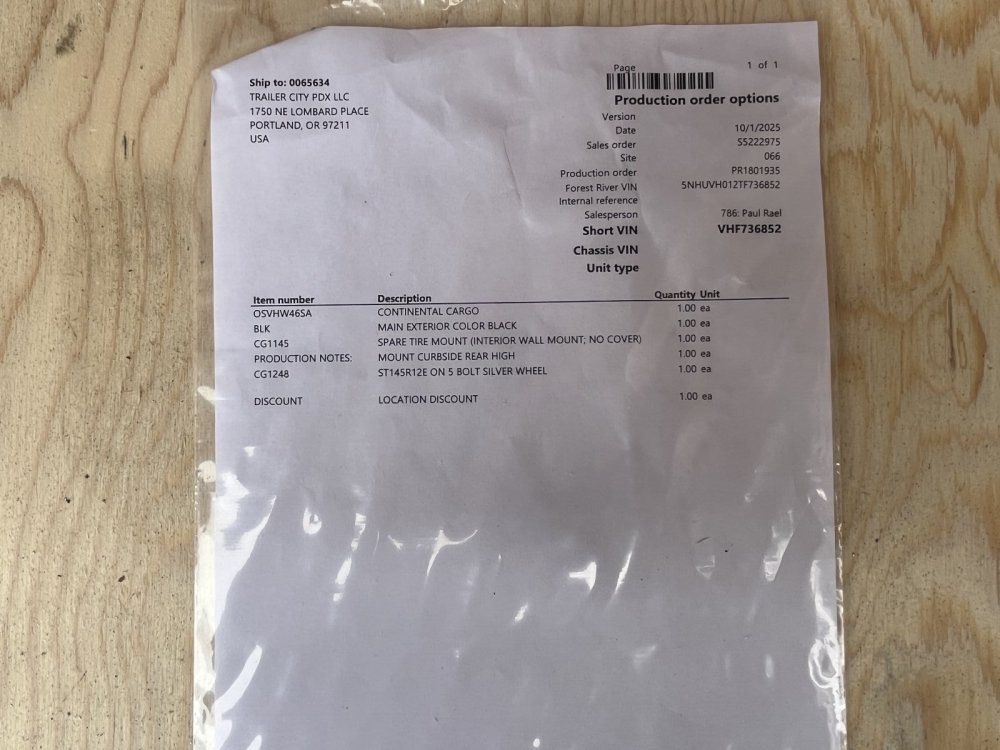 Page 1 of 1
Production order options
Ship to: 0065634
TRAILER CITY PDX LLC
1750 NE LOMBARD PLACE
PORTLAND, OR 97211
USA
Version
Date 10/1/2025
Sales order S5222975
Site 066
Production order PR1801935
Forest River VIN 5NHUVH012TF736852
Internal reference
Salesperson 786: Paul Rael
Short VIN VHF736852
Chassis VIN
Unit type
Item number Description Quantity Unit
OSVHW46SA CONTINENTAL CARGO 1.00 ea
BLK MAIN EXTERIOR COLOR BLACK 1.00 ea
CG1145 SPARE TIRE MOUNT (INTERIOR WALL MOUNT; NO COVER) 1.00 ea
PRODUCTION NOTES: MOUNT CURBSIDE REAR HIGH 1.00 ea
CG1248 ST145R12E ON 5 BOLT SILVER WHEEL 1.00 ea
DISCOUNT LOCATION DISCOUNT 1.00 ea